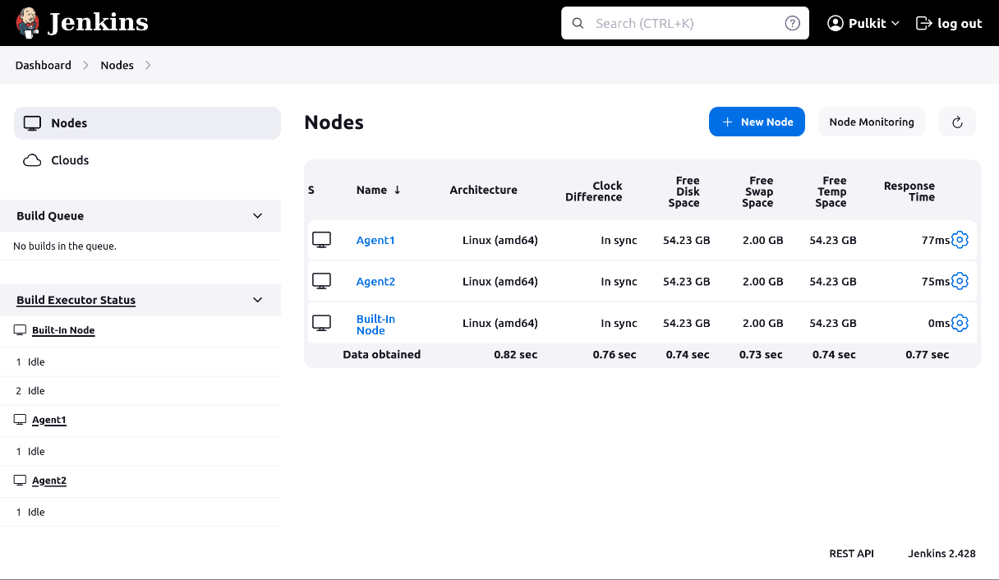 Jenkins
Search (CTRL+K)
?
Pulkit
log out
Dashboard
Nodes
Nodes
Clouds
Build Queue
No builds in the queue.
Build Executor Status
Built-In Node
1 Idle
2 Idle
Agent1
1 Idle
Agent2
1 Idle
Nodes
+ New Node
Node Monitoring
S Name ↓ Architecture Clock Difference Free Disk Space Free Swap Space Free Temp Space Response Time
Agent1 Linux (amd64) In sync 54.23 GB 2.00 GB 54.23 GB 77ms
Agent2 Linux (amd64) In sync 54.23 GB 2.00 GB 54.23 GB 75ms
Built-In Node Linux (amd64) In sync 54.23 GB 2.00 GB 54.23 GB 0ms
Data obtained 0.82 sec 0.76 sec 0.74 sec 0.73 sec 0.74 sec 0.77 sec
REST API
Jenkins 2.428